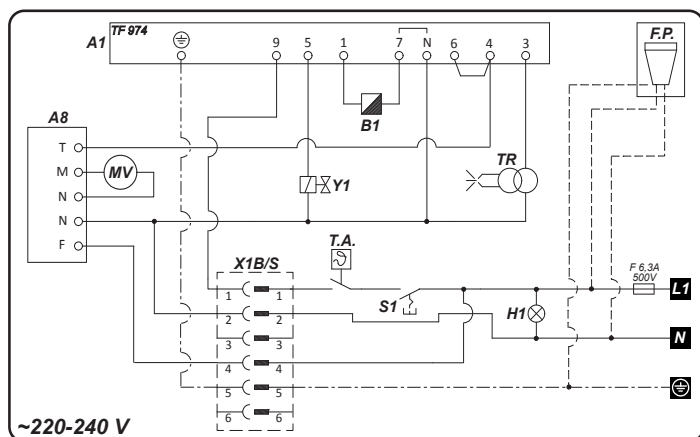 TF 974
A1
9 5 1 7 N 6 4 3
F.P.
A8
T
M
N
N
F
MV
B1
Y1
TR
T.A.
X1B/S
1 1
2 2
3 3
4 4
5 5
6 6
S1
H1
F 6,3A
500V
L1
N
~220-240 V